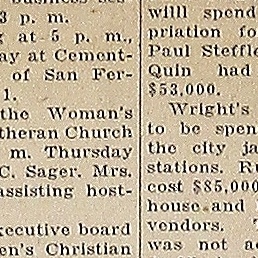 3 p. m.
at 5 p. m.,
ay at Cement-
of San Fer-
1.
the Woman's
theran Church
m. Thursday
C. Sager. Mrs.
assisting host-
xecutive board
en's Christian
willl spend
priation fo
Paul Steffle
Quin had
$53,000.
Wright's
to be spen
the city ja
stations. Ru
cost $85,000
house and
vendors. T
was not a